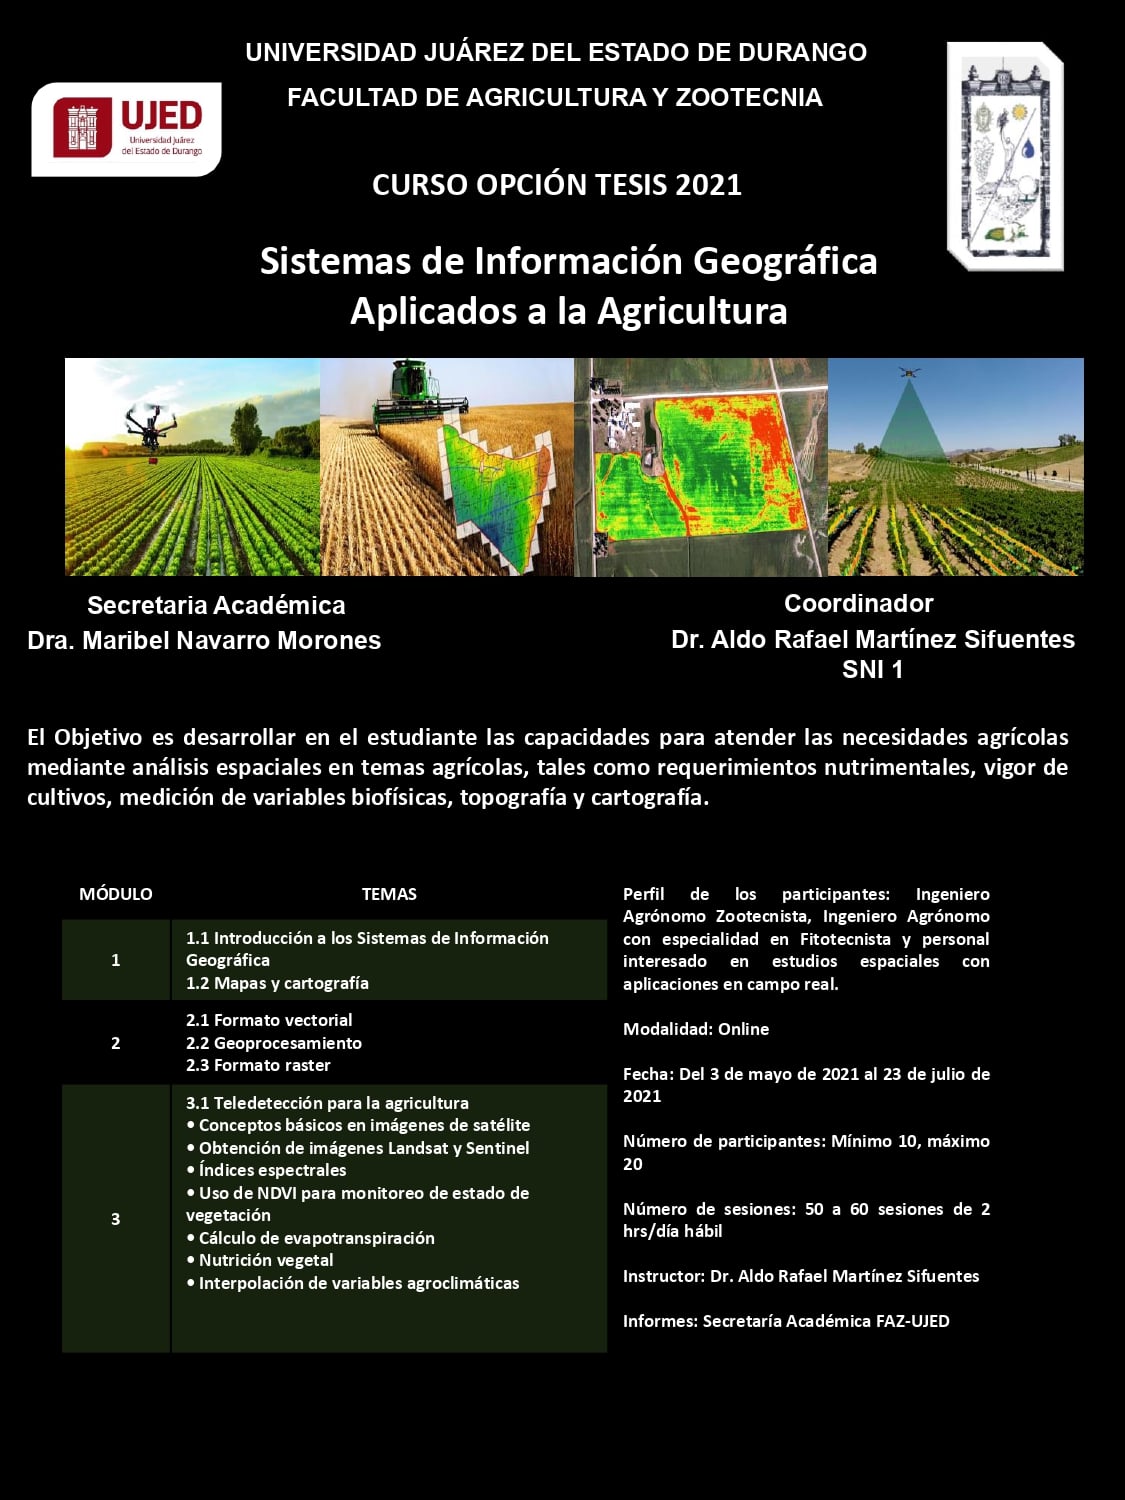 UNIVERSIDAD JUÁREZ DEL ESTADO DE DURANGO
FACULTAD DE AGRICULTURA Y ZOOTECNIA
UJED
Universidad Juárez
del Estado de Durango
CURSO OPCIÓN TESIS 2021
Sistemas de Información Geográfica
Aplicados a la Agricultura
Secretaria Académica
Dra. Maribel Navarro Morones
Coordinador
Dr. Aldo Rafael Martínez Sifuentes
SNI 1
El Objetivo es desarrollar en el estudiante las capacidades para atender las necesidades agrícolas
mediante análisis espaciales en temas agrícolas, tales como requerimientos nutrimentales, vigor de
cultivos, medición de variables biofísicas, topografía y cartografía.
MÓDULO
TEMAS
1
1.1 Introducción a los Sistemas de Información
Geográfica
1.2 Mapas y cartografía
2
2.1 Formato vectorial
2.2 Geoprocesamiento
2.3 Formato raster
3
3.1 Teledetección para la agricultura
• Conceptos básicos en imágenes de satélite
• Obtención de imágenes Landsat y Sentinel
• Índices espectrales
• Uso de NDVI para monitoreo de estado de
vegetación
• Cálculo de evapotranspiración
• Nutrición vegetal
• Interpolación de variables agroclimáticas
Perfil de los participantes: Ingeniero
Agrónomo Zootecnista, Ingeniero Agrónomo
con especialidad en Fitotecnista y personal
interesado en estudios espaciales con
aplicaciones en campo real.
Modalidad: Online
Fecha: Del 3 de mayo de 2021 al 23 de julio de
2021
Número de participantes: Mínimo 10, máximo
20
Número de sesiones: 50 a 60 sesiones de 2
hrs/día hábil
Instructor: Dr. Aldo Rafael Martínez Sifuentes
Informes: Secretaría Académica FAZ-UJED